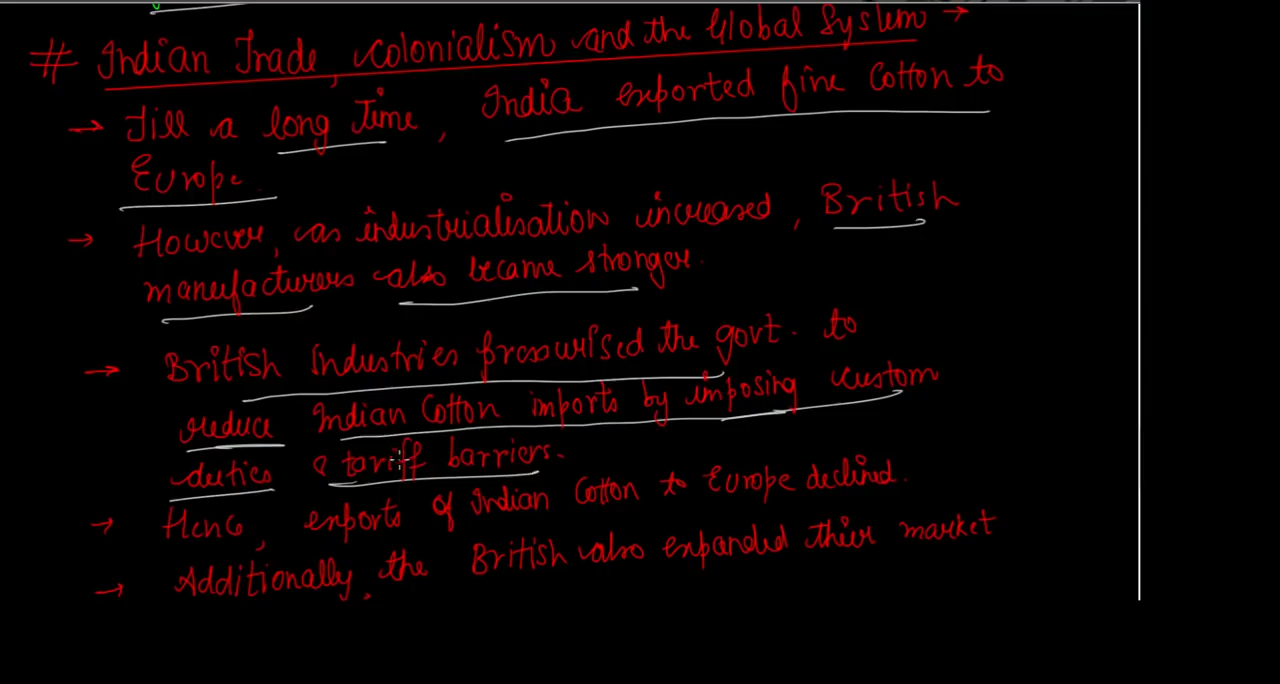 # Indian Trade, colonialism and the Global System →
→ Till a long Time, India exported fine Cotton to
Europe.
→ However, as industrialisation increased, British
manufacturers also became stronger.
→ British industries pressurised the govt. to
reduce Indian Cotton imports by imposing custom
duties & tariff barriers.
→ Hence, exports of Indian Cotton to Europe declined.
→ Additionally, the British also expanded their market